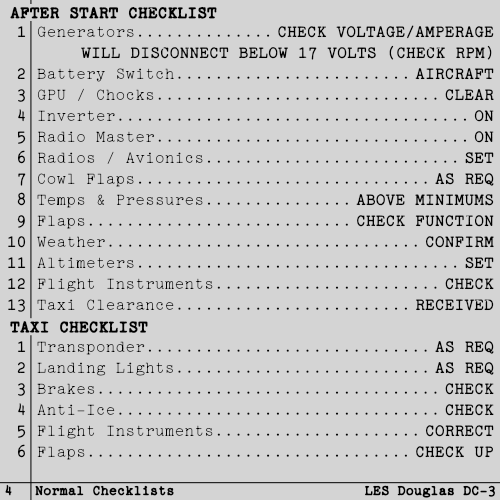 AFTER START CHECKLIST
1 Generators.............. CHECK VOLTAGE/AMPERAGE
WILL DISCONNECT BELOW 17 VOLTS (CHECK RPM)
2 Battery Switch........................ AIRCRAFT
3 GPU / Chocks............................. CLEAR
4 Inverter.................................... ON
5 Radio Master................................ ON
6 Radios / Avionics.......................... SET
7 Cowl Flaps.............................. AS REQ
8 Temps & Pressures............... ABOVE MINIMUMS
9 Flaps........................... CHECK FUNCTION
10 Weather................................ CONFIRM
11 Altimeters................................. SET
12 Flight Instruments....................... CHECK
13 Taxi Clearance........................ RECEIVED
TAXI CHECKLIST
1 Transponder............................. AS REQ
2 Landing Lights.......................... AS REQ
3 Brakes................................... CHECK
4 Anti-Ice................................. CHECK
5 Flight Instruments..................... CORRECT
6 Flaps................................. CHECK UP
4 Normal Checklists LES Douglas DC-3